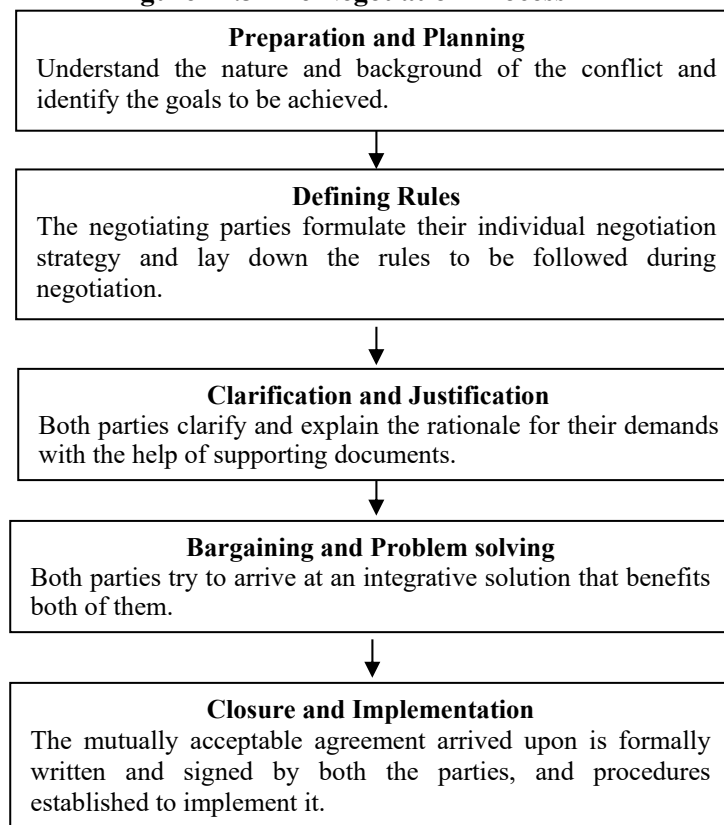 Preparation and Planning
Understand the nature and background of the conflict and
identify the goals to be achieved.
Defining Rules
The negotiating parties formulate their individual negotiation
strategy and lay down the rules to be followed during
negotiation.
Clarification and Justification
Both parties clarify and explain the rationale for their demands
with the help of supporting documents.
Bargaining and Problem solving
Both parties try to arrive at an integrative solution that benefits
both of them.
Closure and Implementation
The mutually acceptable agreement arrived upon is formally
written and signed by both the parties, and procedures
established to implement it.